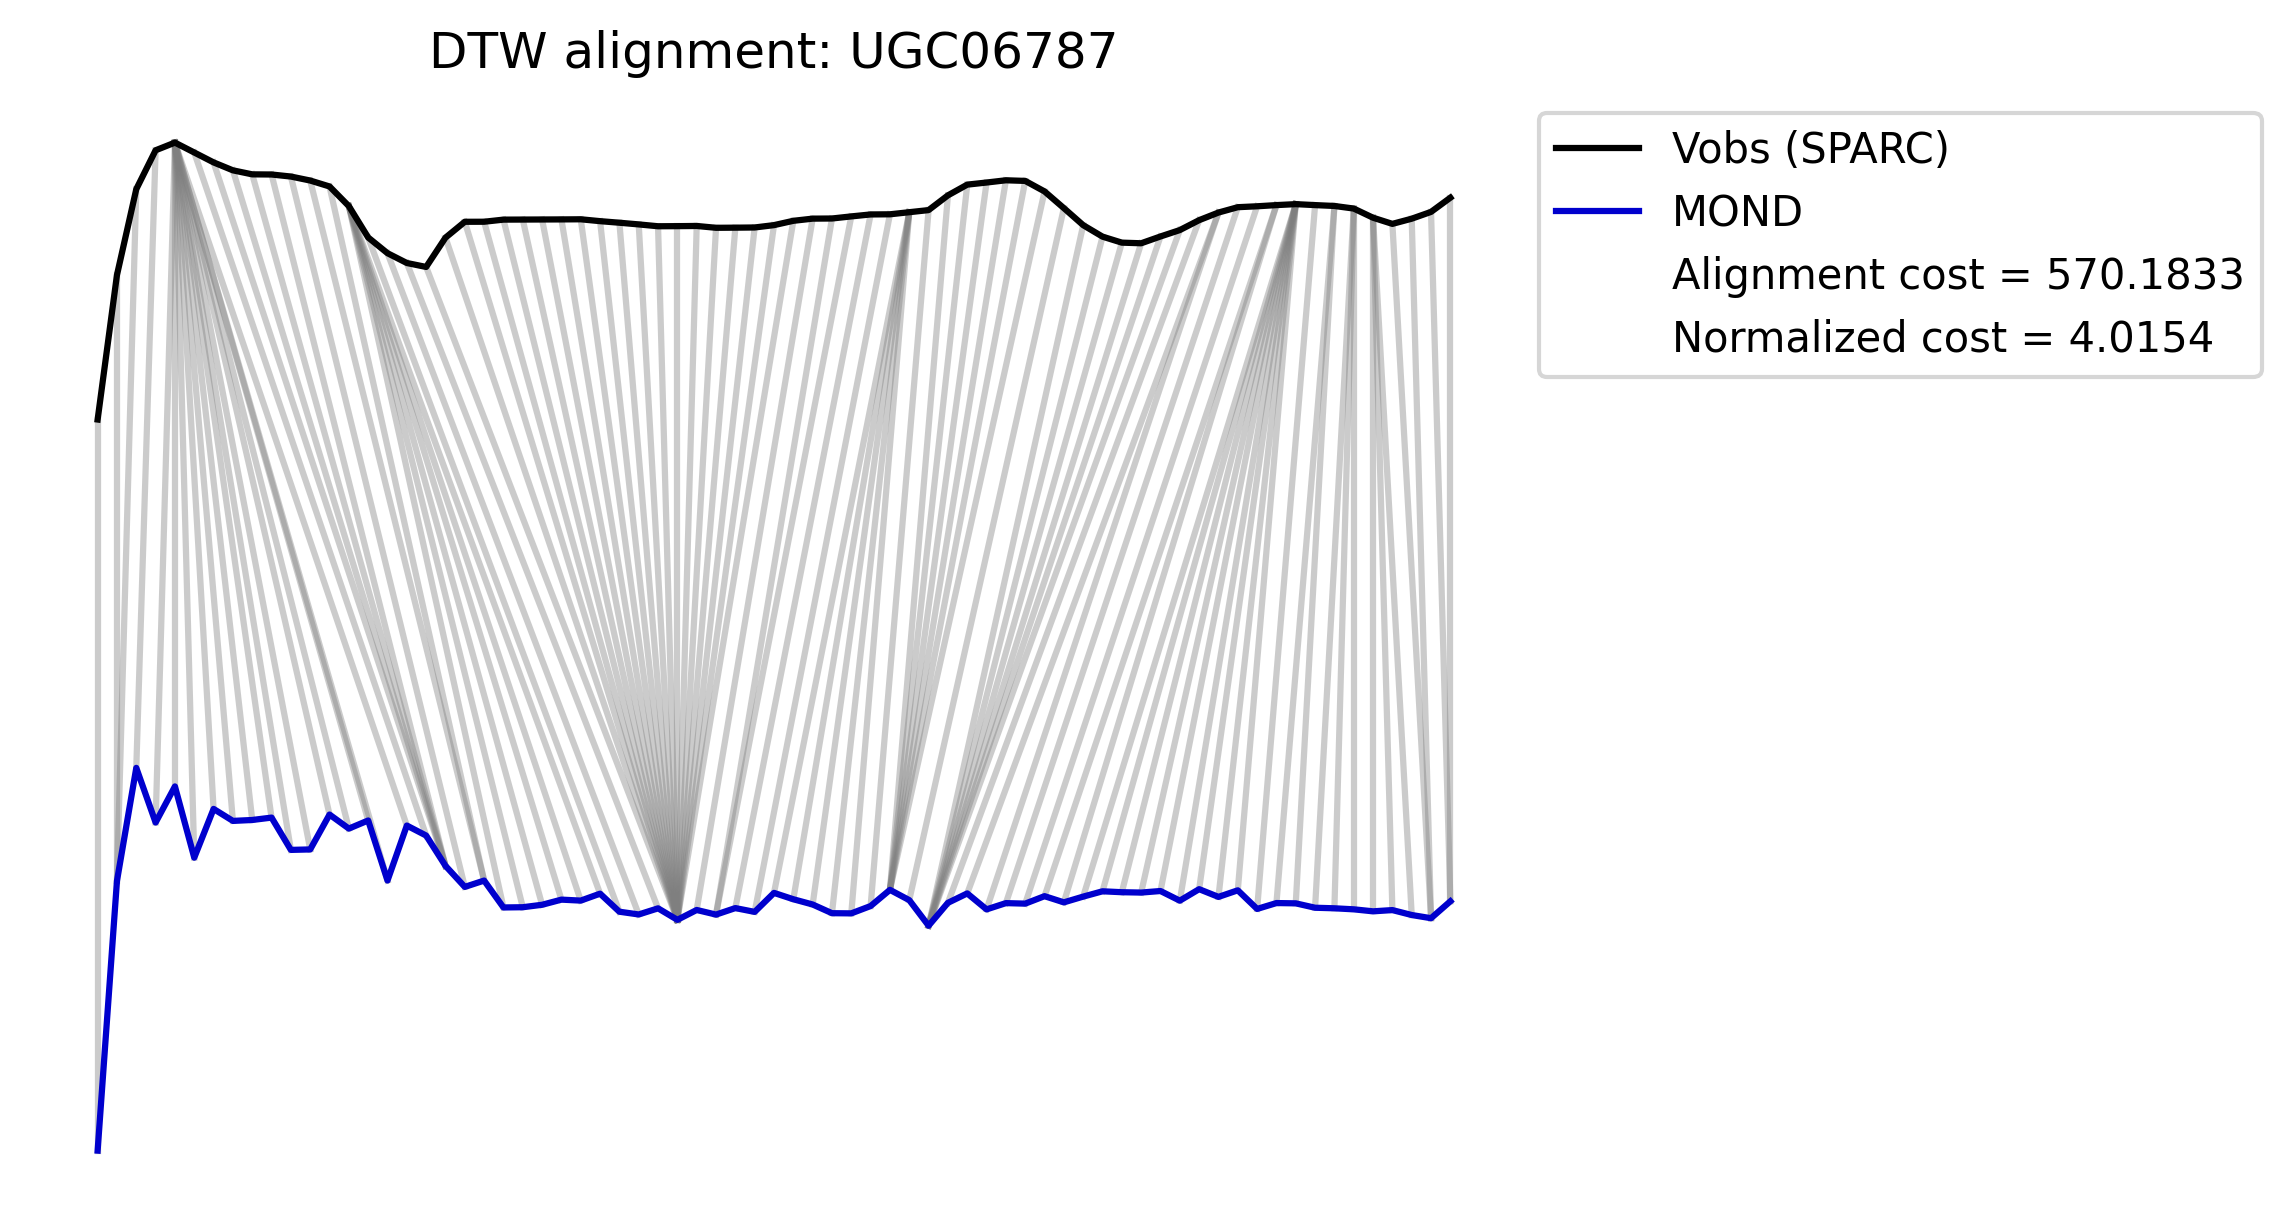 DTW alignment: UGC06787
Vobs (SPARC)
MOND
Alignment cost = 570.1833
Normalized cost = 4.0154